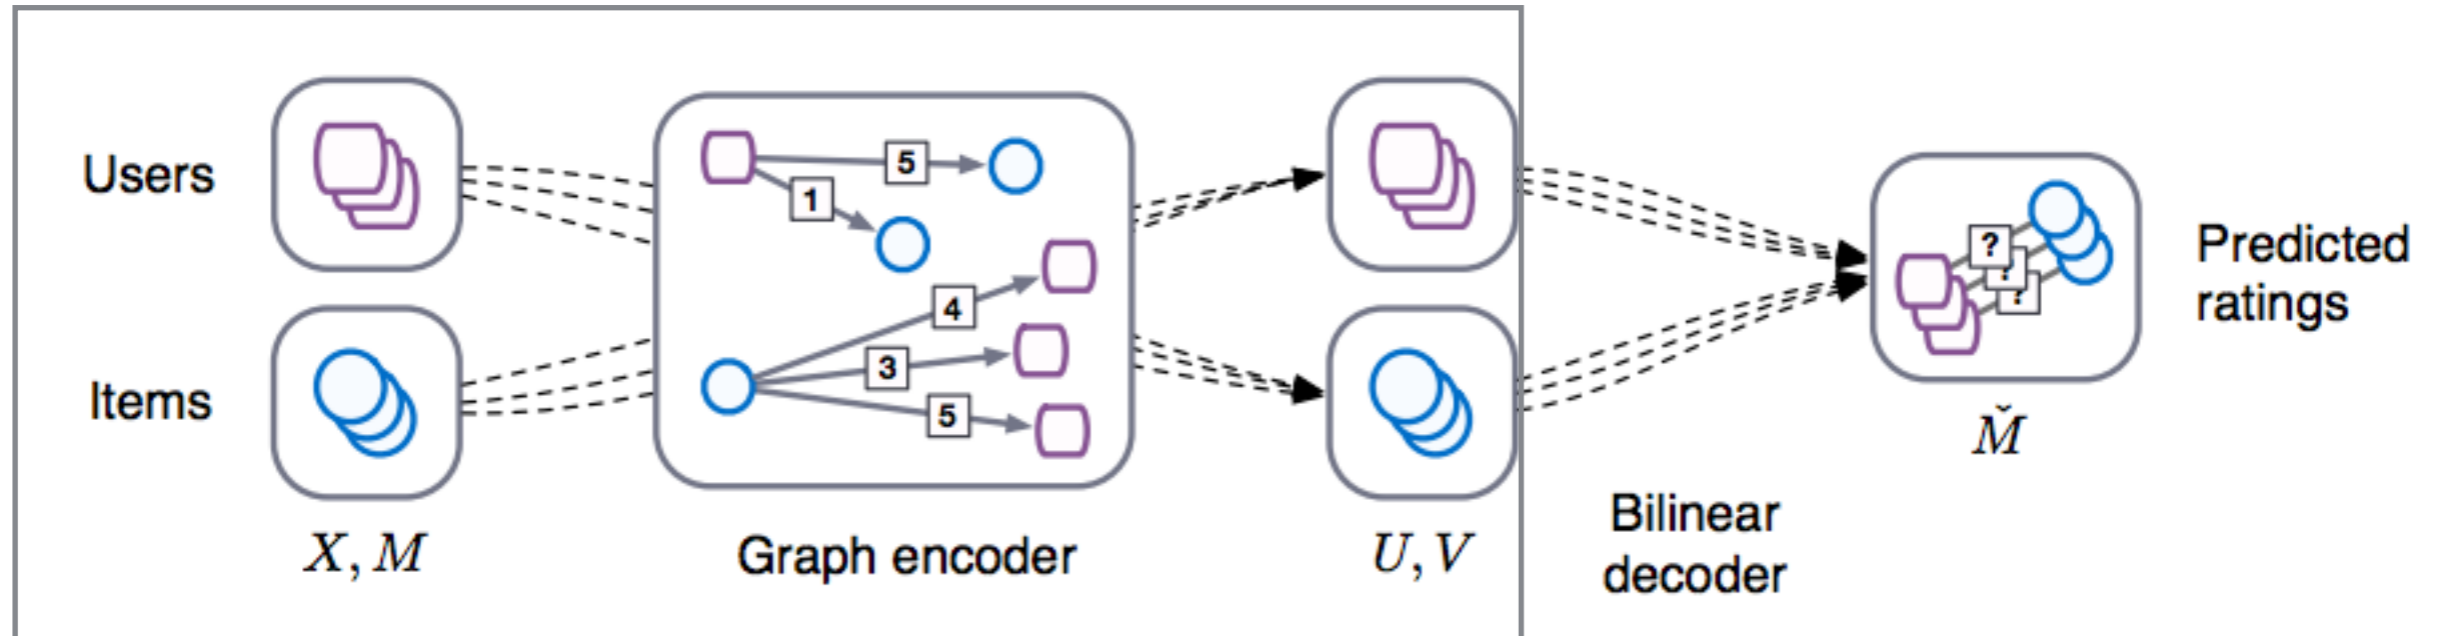 Users
Items
X, M
5
1
4
3
5
Graph encoder
U, V
Bilinear
decoder
?
?
?
M̌
Predicted
ratings